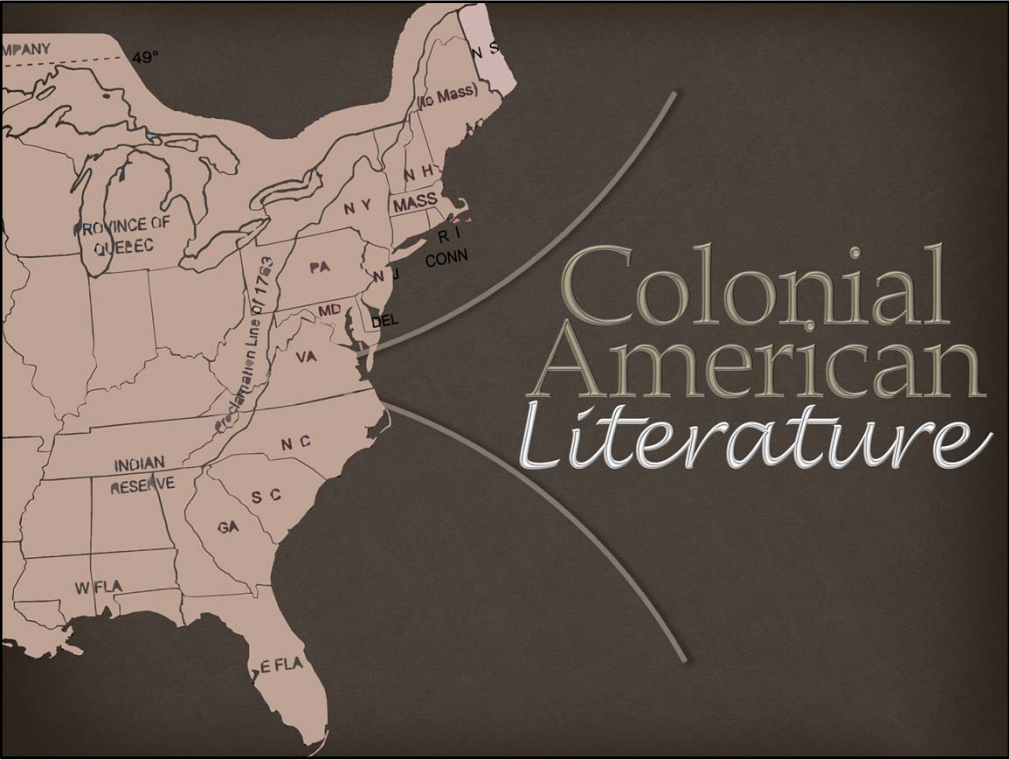 MPANY
49°
N S
(to Mass)
N H
N Y
MASS
R I
CONN
PROVINCE OF
QUEBEC
PA
N J
MD
DEL
VA
Proclamation Line of 1763
N C
INDIAN
RESERVE
S C
GA
W FLA
E FLA
Colonial
American
Literature